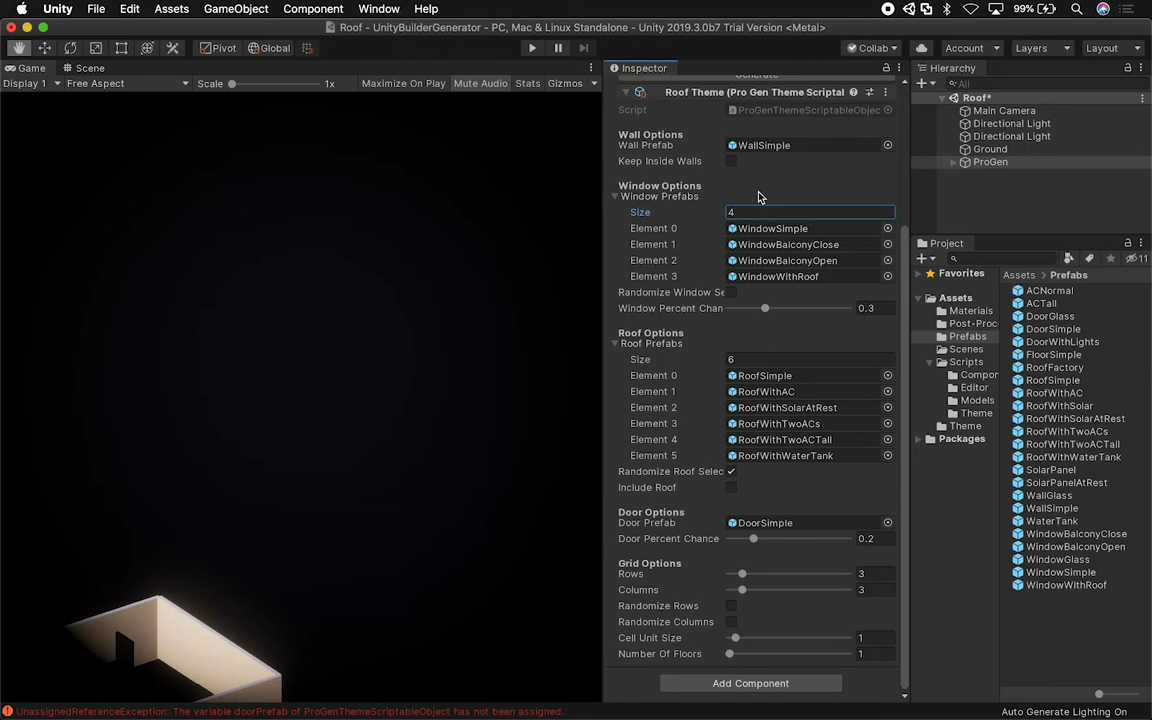 Unity File Edit Assets GameObject Component Window Help 99%
Roof - UnityBuilderGenerator - PC, Mac & Linux Standalone - Unity 2019.3.0b7 Trial Version <Metal>
Pivot Global Collab Account Layers Layout
Game Scene
Display 1 Free Aspect Scale 1x Maximize On Play Mute Audio Stats Gizmos
Inspector
Generate
Roof Theme (Pro Gen Theme Scriptal
Script ProGenThemeScriptableObjec
Wall Options
Wall Prefab WallSimple
Keep Inside Walls
Window Options
Window Prefabs
Size 4
Element 0 WindowSimple
Element 1 WindowBalconyClose
Element 2 WindowBalconyOpen
Element 3 WindowWithRoof
Randomize Window Se
Window Percent Chan 0.3
Roof Options
Roof Prefabs
Size 6
Element 0 RoofSimple
Element 1 RoofWithAC
Element 2 RoofWithSolarAtRest
Element 3 RoofWithTwoACs
Element 4 RoofWithTwoACTall
Element 5 RoofWithWaterTank
Randomize Roof Selec
Include Roof
Door Options
Door Prefab DoorSimple
Door Percent Chance 0.2
Grid Options
Rows 3
Columns 3
Randomize Rows
Randomize Columns
Cell Unit Size 1
Number Of Floors 1
Add Component
Hierarchy
All
Roof*
Main Camera
Directional Light
Directional Light
Ground
ProGen
Project
11
Favorites
Assets
Materials
Post-Proc
Prefabs
Scenes
Scripts
Compor
Editor
Models
Theme
Theme
Packages
Assets > Prefabs
ACNormal
ACTall
DoorGlass
DoorSimple
DoorWithLights
FloorSimple
RoofFactory
RoofSimple
RoofWithAC
RoofWithSolar
RoofWithSolarAtRest
RoofWithTwoACs
RoofWithTwoACTall
RoofWithWaterTank
SolarPanel
SolarPanelAtRest
WallGlass
WallSimple
WaterTank
WindowBalconyClose
WindowBalconyOpen
WindowGlass
WindowSimple
WindowWithRoof
UnassignedReferenceException: The variable doorPrefab of ProGenThemeScriptableObject has not been assigned.
Auto Generate Lighting On